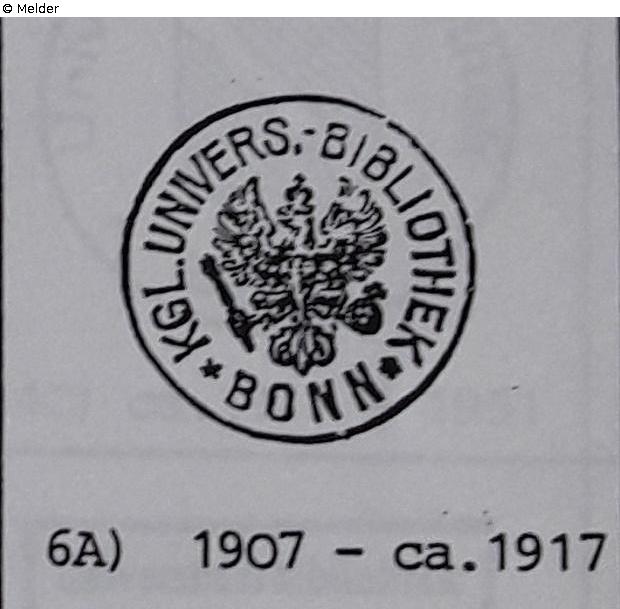 © Melder
KGL. UNIVERS.-BIBLIOTHEK
* BONN *
6A) 1907 - ca.1917